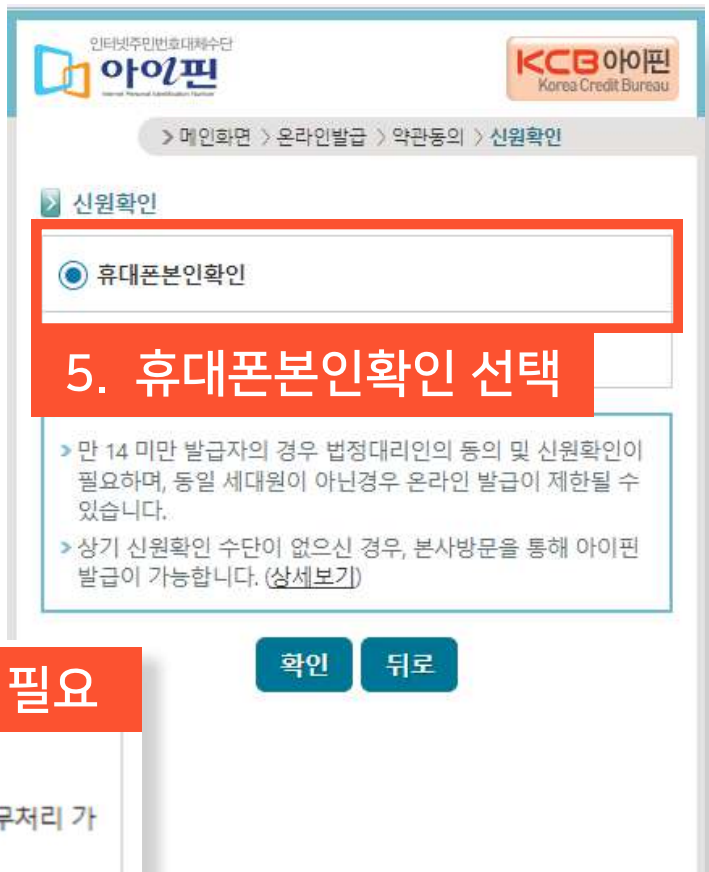 인터넷주민번호대체수단
아이핀
KCB 아이핀
Korea Credit Bureau
> 메인화면 > 온라인발급 > 약관동의 > 신원확인
신원확인
휴대폰본인확인
5. 휴대폰본인확인 선택
> 만 14 미만 발급자의 경우 법정대리인의 동의 및 신원확인이
필요하며, 동일 세대원이 아닌경우 온라인 발급이 제한될 수
있습니다.
> 상기 신원확인 수단이 없으신 경우, 본사방문을 통해 아이핀
발급이 가능합니다. (상세보기)
확인 뒤로
필요
무처리 가